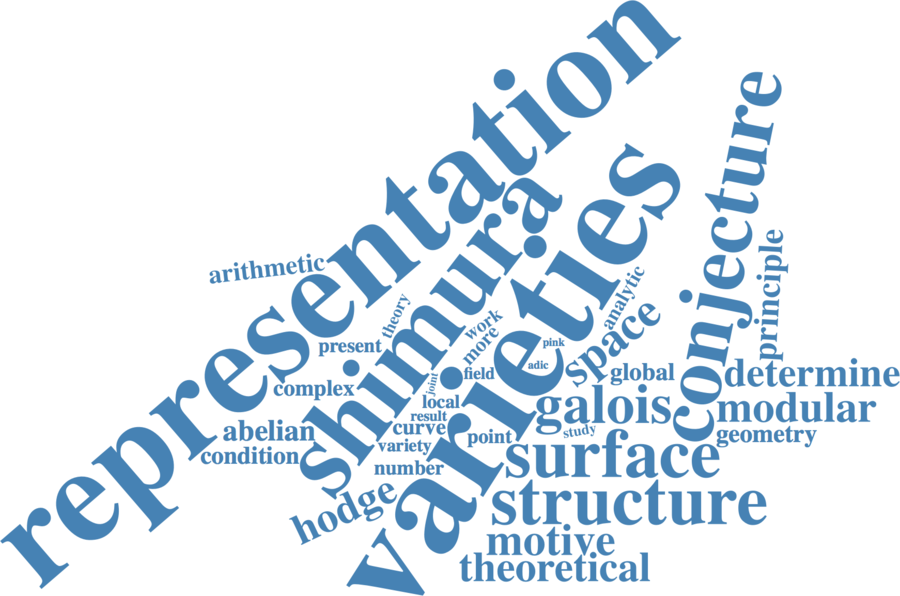 representation
shimura
varieties
conjecture
arithmetic
principle
analytic
theory
work
more
space
present
pink
adic
complex
joint
field
global
determine
local
result
galois
modular
abelian
curve
study
geometry
condition
variety
point
surface
number
hodge
structure
motive
theoretical